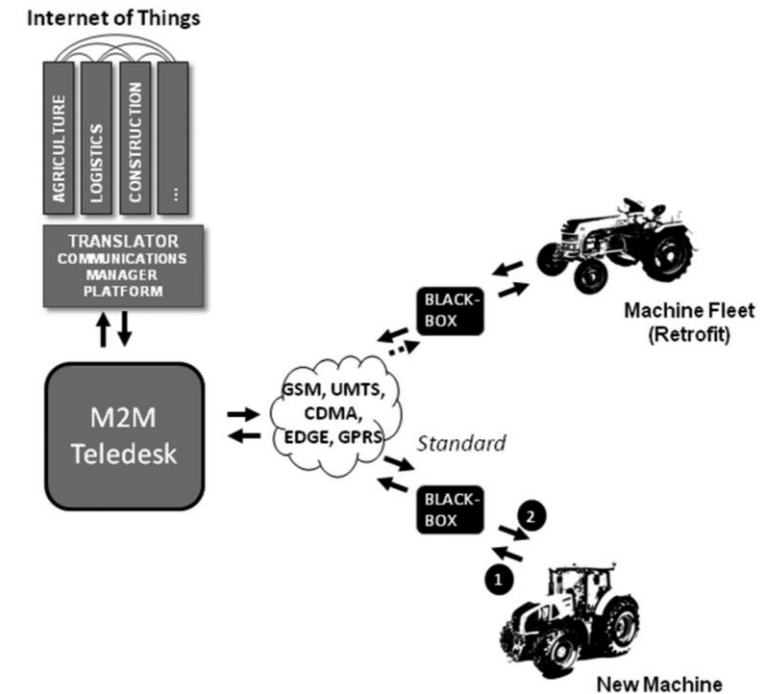 Internet of Things
AGRICULTURE
LOGISTICS
CONSTRUCTION
...
TRANSLATOR
COMMUNICATIONS
MANAGER
PLATFORM
M2M
Teledesk
GSM, UMTS,
CDMA,
EDGE, GPRS
BLACK-
BOX
Machine Fleet
(Retrofit)
Standard
BLACK-
BOX
2
1
New Machine